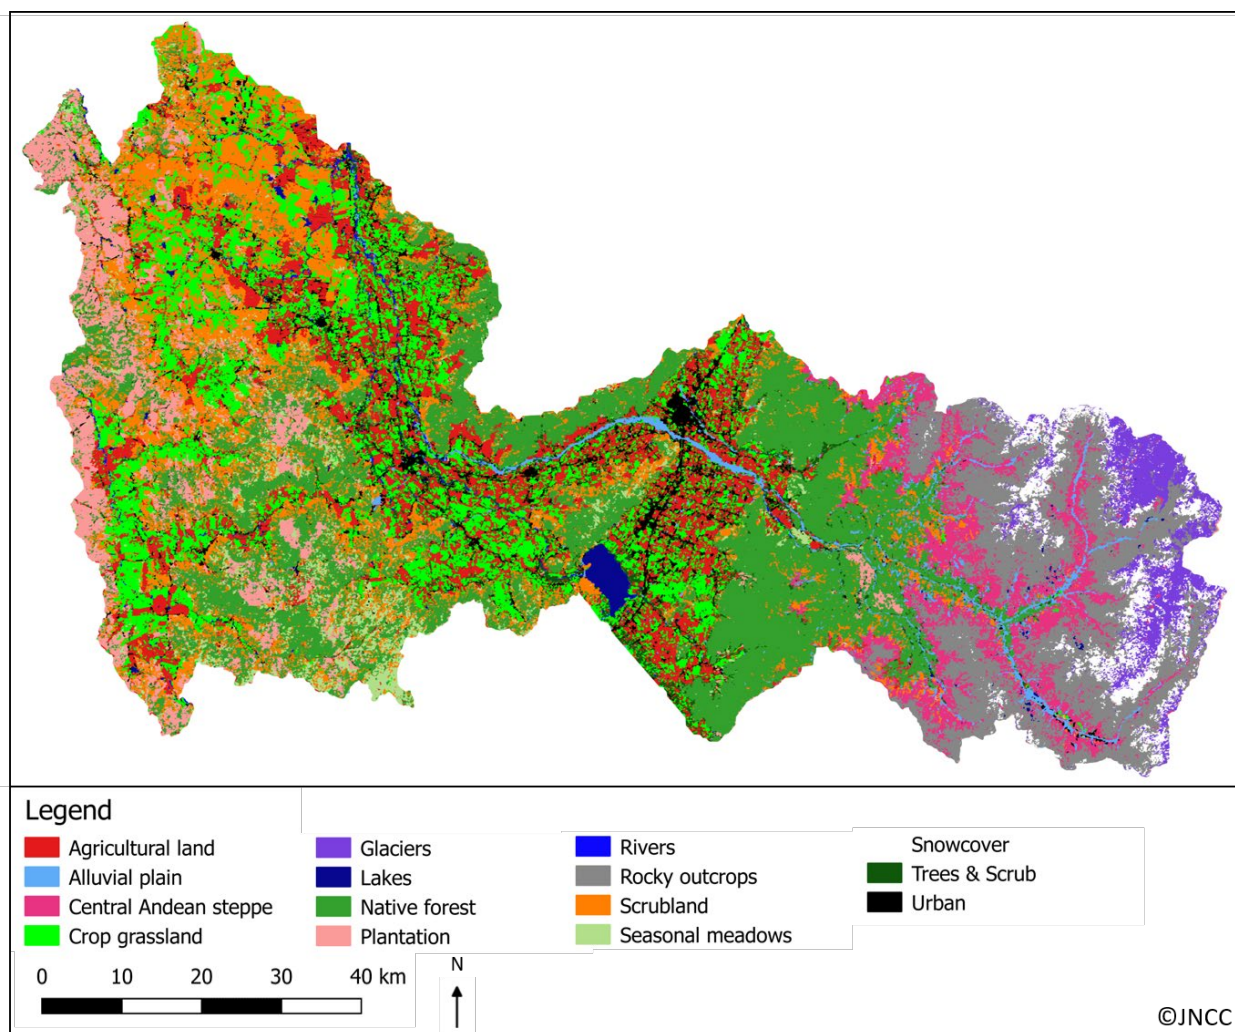 Legend
Agricultural land
Alluvial plain
Central Andean steppe
Crop grassland
Glaciers
Lakes
Native forest
Plantation
Rivers
Rocky outcrops
Scrubland
Seasonal meadows
Snowcover
Trees & Scrub
Urban
0 10 20 30 40 km
N
©JNCC